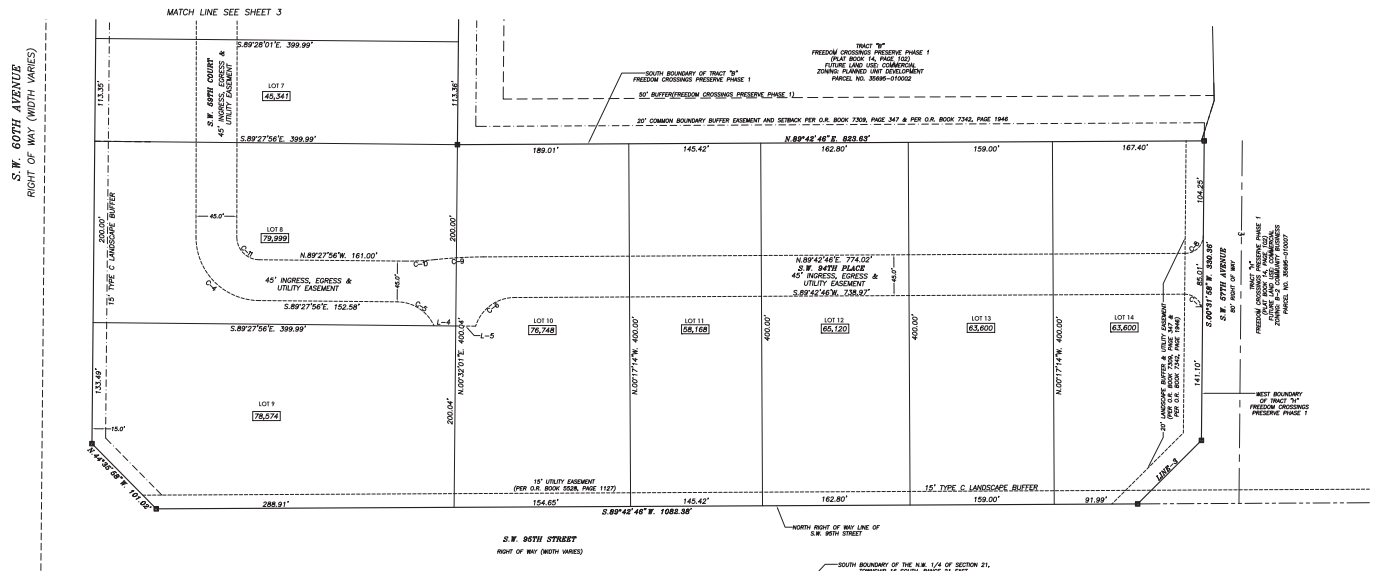 MATCH LINE SEE SHEET 3
S.W. 60TH AVENUE
RIGHT OF WAY (WIDTH VARIES)
S.89°28'01"E. 399.99'
113.35'
S.W. 59TH COURT
45' INGRESS, EGRESS &
UTILITY EASEMENT
LOT 7
45,341
113.36'
TRACT "B"
FREEDOM CROSSINGS PRESERVE PHASE 1
(PLAT BOOK 14, PAGE 102)
FUTURE LAND USE: COMMERCIAL
ZONING: PLANNED UNIT DEVELOPMENT
PARCEL NO. 35695-010002
SOUTH BOUNDARY OF TRACT "B"
FREEDOM CROSSINGS PRESERVE PHASE 1
50' BUFFER(FREEDOM CROSSINGS PRESERVE PHASE 1)
20' COMMON BOUNDARY BUFFER EASEMENT AND SETBACK PER O.R. BOOK 7309, PAGE 347 & PER O.R. BOOK 7342, PAGE 1946
S.89°27'56"E. 399.99'
N.89°42'46"E. 823.63'
189.01'
145.42'
162.80'
159.00'
167.40'
200.00'
15' TYPE C LANDSCAPE BUFFER
45.0'
LOT 8
79,999
200.00'
C-11
N.89°27'56"W. 161.00'
C-10
C-9
C-4
45' INGRESS, EGRESS &
UTILITY EASEMENT
45.0'
S.89°27'56"E. 152.58'
C-5
C-6
L-4
L-5
N.89°42'46"E. 774.02'
S.W. 94TH PLACE
45' INGRESS, EGRESS &
UTILITY EASEMENT
45.0'
S.89°42'46"W. 738.97'
104.25'
C-8
85.01'
C-7
S.00°31'58"W. 330.36'
S.W. 57TH AVENUE
80' RIGHT OF WAY
TRACT "H"
FREEDOM CROSSINGS PRESERVE PHASE 1
(PLAT BOOK 14, PAGE 102)
FUTURE LAND USE: COMMERCIAL
ZONING: B-2 COMMUNITY BUSINESS
PARCEL NO. 35695-010007
S.89°27'56"E. 399.99'
LOT 10
76,748
LOT 11
58,168
LOT 12
65,120
LOT 13
63,600
LOT 14
63,600
N.00°32'01"E. 400.04'
N.00°17'14"W. 400.00'
400.00'
400.00'
N.00°17'14"W. 400.00'
20' LANDSCAPE BUFFER & UTILITY EASEMENT
(PER O.R. BOOK 7309, PAGE 347 &
PER O.R. BOOK 7342, PAGE 1946)
141.10'
WEST BOUNDARY
OF TRACT "H"
FREEDOM CROSSINGS
PRESERVE PHASE 1
133.49'
LOT 9
78,574
200.04'
15.0'
N.44°35'58"W. 101.02'
LINE-3
15' UTILITY EASEMENT
(PER O.R. BOOK 5528, PAGE 1127)
15' TYPE C LANDSCAPE BUFFER
288.91'
154.65'
145.42'
162.80'
159.00'
91.99'
S.89°42'46"W. 1082.38'
NORTH RIGHT OF WAY LINE OF
S.W. 95TH STREET
S.W. 95TH STREET
RIGHT OF WAY (WIDTH VARIES)
SOUTH BOUNDARY OF THE N.W. 1/4 OF SECTION 21,
TOWNSHIP 16 SOUTH, RANGE 21 EAST